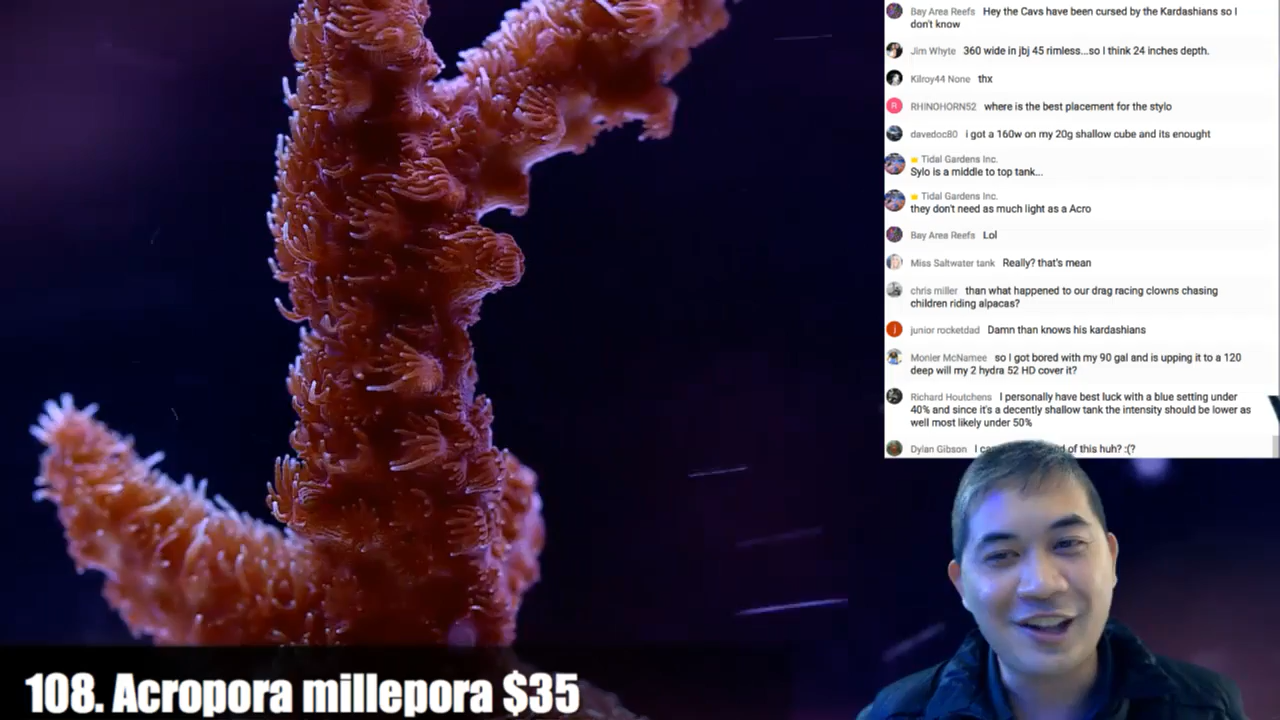 Bay Area Reefs Hey the Cavs have been cursed by the Kardashians so I
don't know
Jim Whyte 360 wide in jbj 45 rimless...so I think 24 inches depth.
Kilroy44 None thx
R RHINOHORN52 where is the best placement for the stylo
davedoc80 i got a 160w on my 20g shallow cube and its enought
Tidal Gardens Inc.
Sylo is a middle to top tank...
Tidal Gardens Inc.
they don't need as much light as a Acro
Bay Area Reefs Lol
Miss Saltwater tank Really? that's mean
chris miller than what happened to our drag racing clowns chasing
children riding alpacas?
j junior rocketdad Damn than knows his kardashians
Monier McNamee so I got bored with my 90 gal and is upping it to a 120
deep will my 2 hydra 52 HD cover it?
Richard Houtchens I personally have best luck with a blue setting under
40% and since it's a decently shallow tank the intensity should be lower as
well most likely under 50%
Dylan Gibson I of this huh? :(?
108. Acropora millepora $35